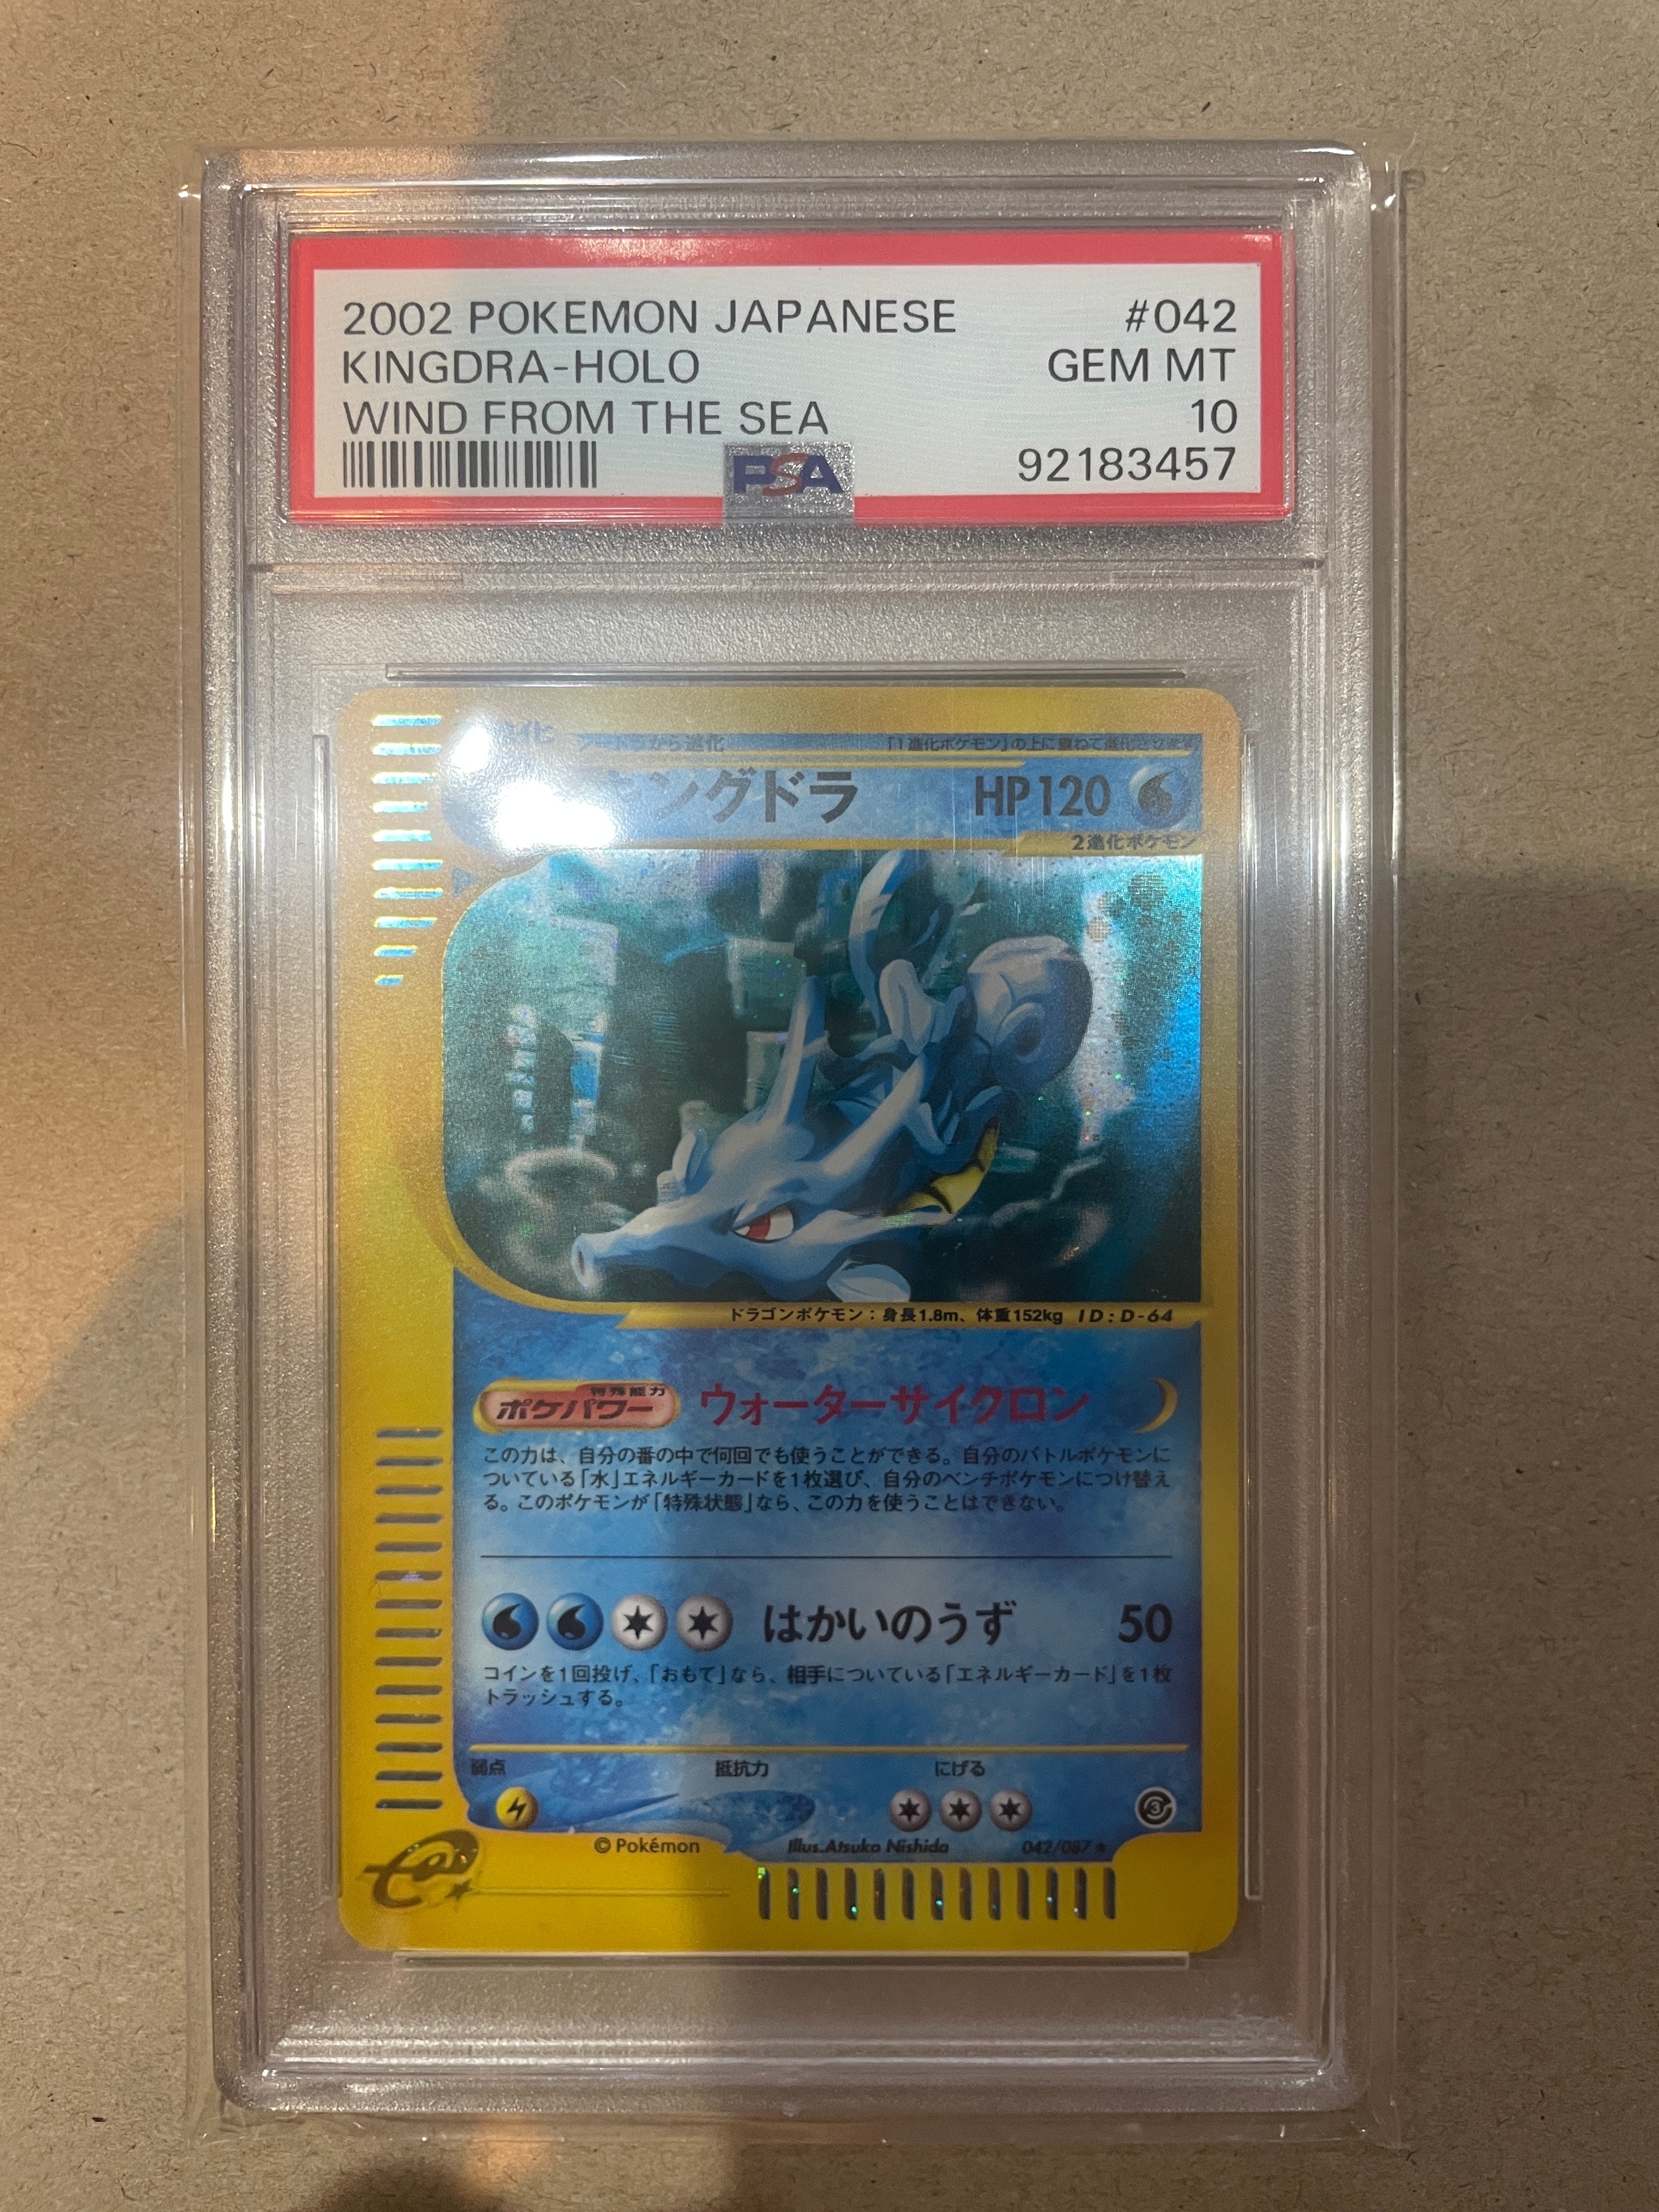 2002 POKEMON JAPANESE #042
KINGDRA-HOLO GEM MT
WIND FROM THE SEA 10
PSA 92183457
から進化 「1進化ポケモン」の上に重ねて進化させます
ングドラ HP120
2進化ポケモン
ドラゴンポケモン:身長1.8m、体重152kg ID:D-64
特殊能力
ポケパワー ウォーターサイクロン
この力は、自分の番の中で何回でも使うことができる。自分のバトルポケモンに
ついている「水」エネルギーカードを1枚選び、自分のベンチポケモンにつけ替え
る。このポケモンが「特殊状態」なら、この力を使うことはできない。
はかいのうず 50
コインを1回投げ、「おもて」なら、相手についている「エネルギーカード」を1枚
トラッシュする。
弱点 抵抗力 にげる
3
© Pokémon Illus.Atsuko Nishida 042/087 ★
e